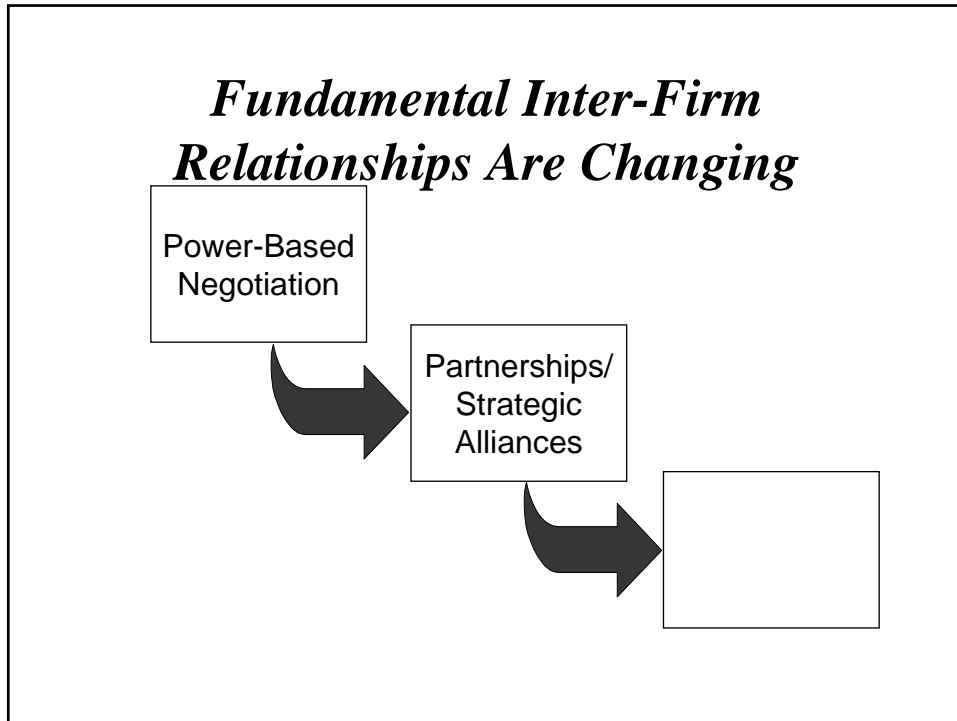 Fundamental Inter-Firm
Relationships Are Changing
Power-Based
Negotiation
Partnerships/
Strategic
Alliances